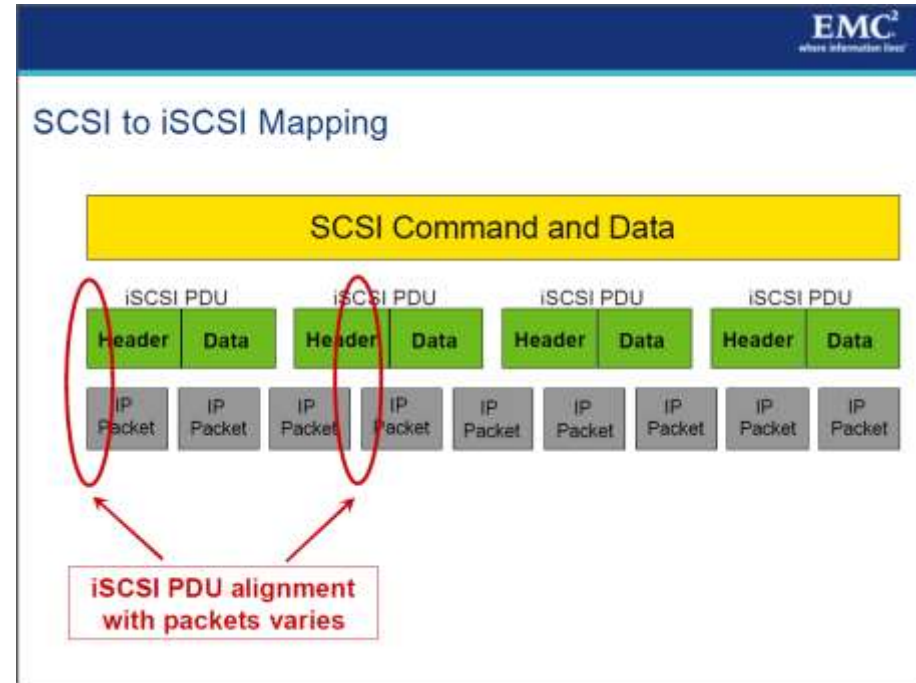 EMC²
where information lives®
SCSI to iSCSI Mapping
SCSI Command and Data
iSCSI PDU iSCSI PDU iSCSI PDU iSCSI PDU
Header Data Header Data Header Data Header Data
IP Packet IP Packet IP Packet IP Packet IP Packet IP Packet IP Packet IP Packet IP Packet
iSCSI PDU alignment
with packets varies